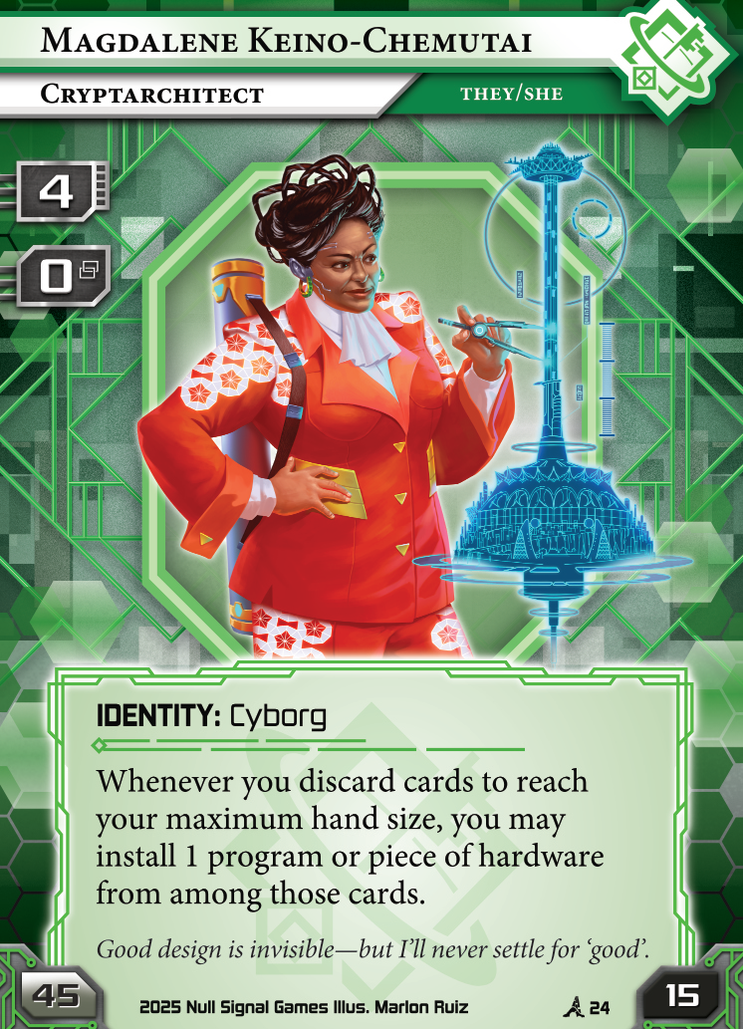 Magdalene Keino-Chemutai
Cryptarchitect
they/she
4
0
IDENTITY: Cyborg
Whenever you discard cards to reach
your maximum hand size, you may
install 1 program or piece of hardware
from among those cards.
Good design is invisible—but I’ll never settle for ‘good’.
45
2025 Null Signal Games Illus. Marlon Ruiz
24
15